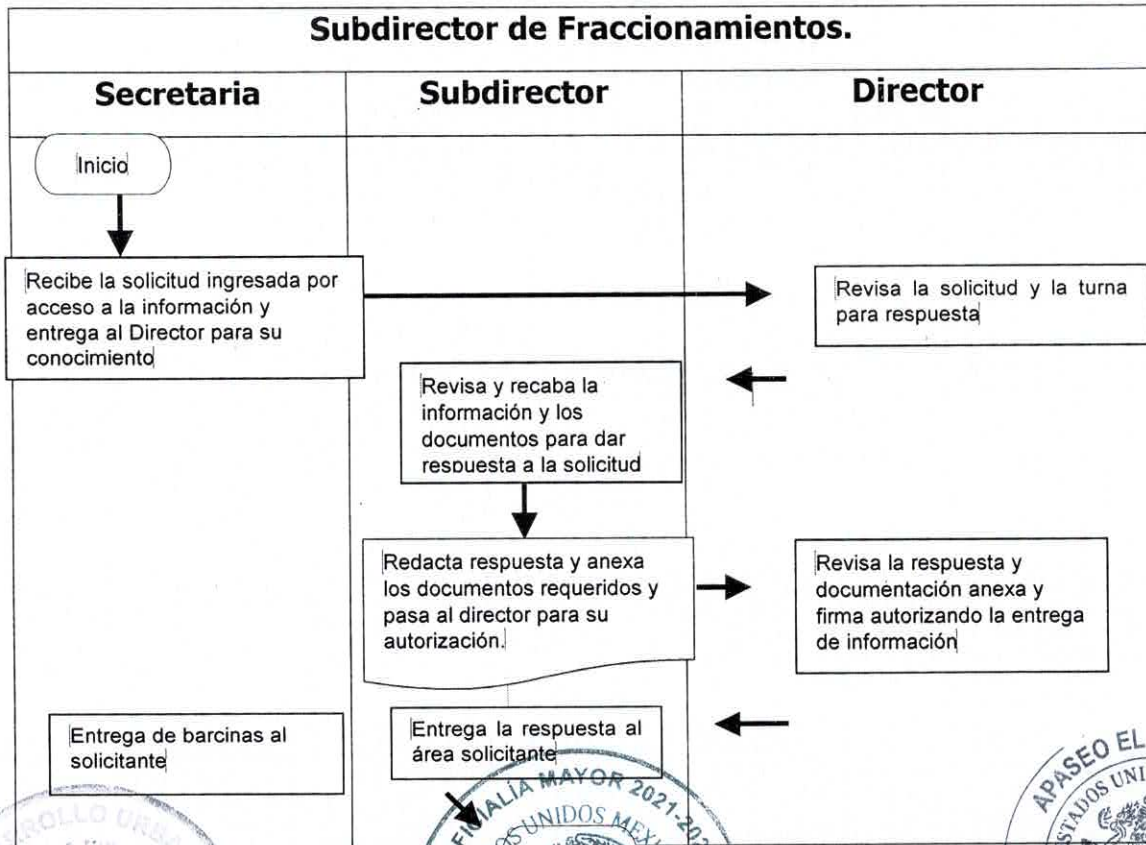 Subdirector de Fraccionamientos.
Secretaria
Subdirector
Director
Inicio
Recibe la solicitud ingresada por
acceso a la información y
entrega al Director para su
conocimiento
Revisa la solicitud y la turna
para respuesta
Revisa y recaba la
información y los
documentos para dar
respuesta a la solicitud
Redacta respuesta y anexa
los documentos requeridos y
pasa al director para su
autorización.
Revisa la respuesta y
documentación anexa y
firma autorizando la entrega
de información
Entrega de barcinas al
solicitante
Entrega la respuesta al
área solicitante
MAYOR 2021-
UNIDOS
APASEO EL